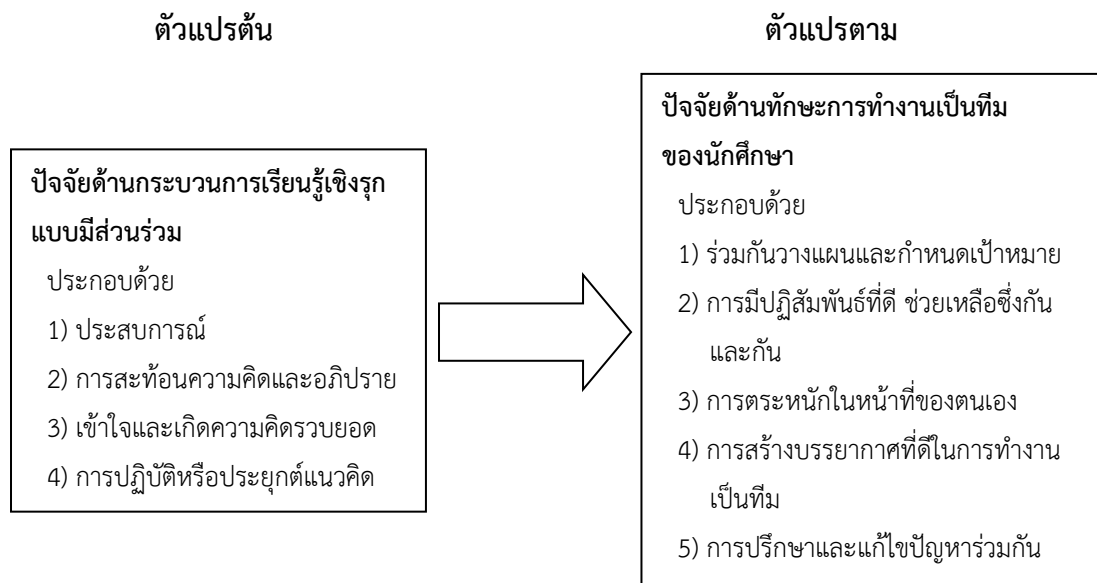 ตัวแปรต้น
ตัวแปรตาม
ปัจจัยด้านกระบวนการเรียนรู้เชิงรุก
แบบมีส่วนร่วม
ประกอบด้วย
1) ประสบการณ์
2) การสะท้อนความคิดและอภิปราย
3) เข้าใจและเกิดความคิดรวบยอด
4) การปฏิบัติหรือประยุกต์แนวคิด
ปัจจัยด้านทักษะการทำงานเป็นทีม
ของนักศึกษา
ประกอบด้วย
1) ร่วมกันวางแผนและกำหนดเป้าหมาย
2) การมีปฏิสัมพันธ์ที่ดี ช่วยเหลือซึ่งกัน
และกัน
3) การตระหนักในหน้าที่ของตนเอง
4) การสร้างบรรยากาศที่ดีในการทำงาน
เป็นทีม
5) การปรึกษาและแก้ไขปัญหาร่วมกัน